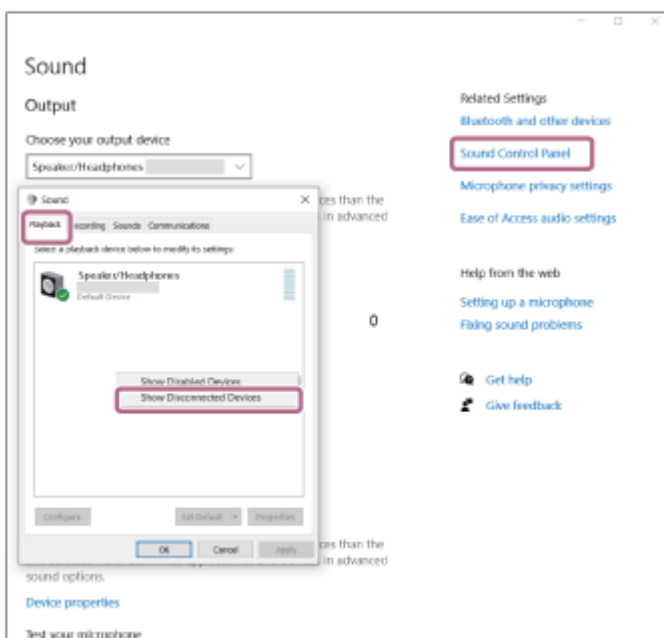 Sound
Output
Choose your output device
Speaker/Headphones
Related Settings
Bluetooth and other devices
Sound Control Panel
Microphone privacy settings
Ease of Access audio settings
Help from the web
Setting up a microphone
Fixing sound problems
Get help
Give feedback
Sound
Playback
ecording
Sounds
Communications
Select a playback device below to modify its settings:
Speaker/Headphones
Default Device
Show Disabled Devices
Show Disconnected Devices
Configure
Set Default
Properties
OK
Cancel
Apply
ces than the
in advanced
0
ces than the
in advanced
sound options.
Device properties
Test your microphone